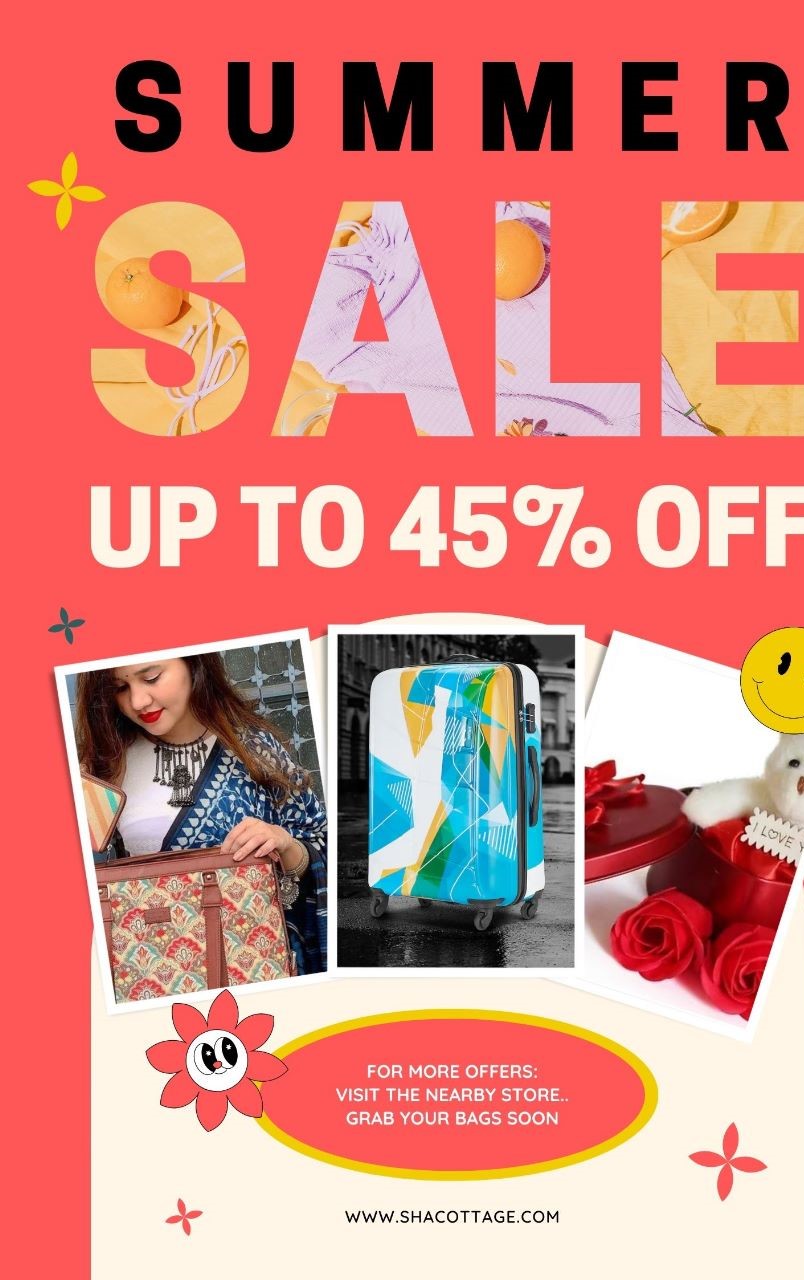 SUMMER
SALE
UP TO 45% OFF
I LOVE Y
FOR MORE OFFERS:
VISIT THE NEARBY STORE..
GRAB YOUR BAGS SOON
WWW.SHACOTTAGE.COM